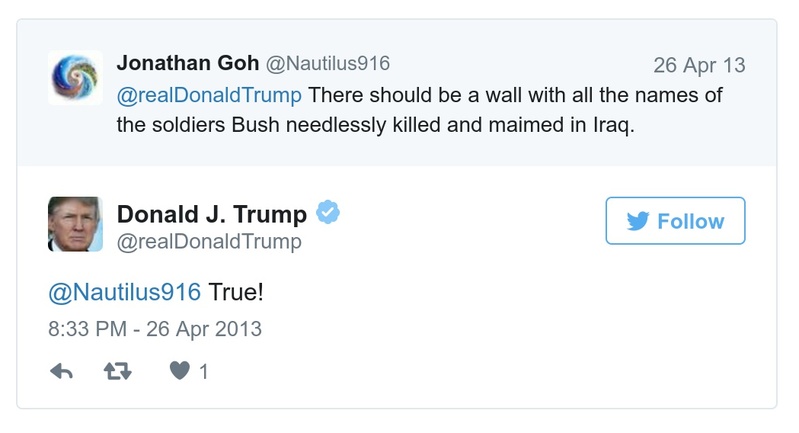 Jonathan Goh @Nautilus916 26 Apr 13
@realDonaldTrump There should be a wall with all the names of
the soldiers Bush needlessly killed and maimed in Iraq.
Donald J. Trump
@realDonaldTrump
Follow
@Nautilus916 True!
8:33 PM - 26 Apr 2013
1